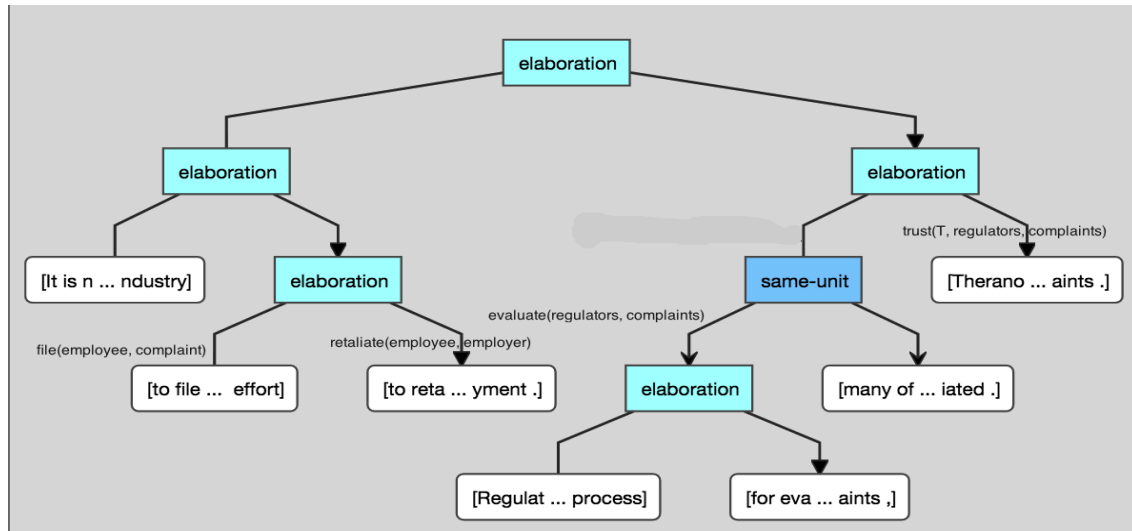 elaboration
elaboration
elaboration
trust(T, regulators, complaints)
[It is n ... ndustry]
elaboration
same-unit
[Therano ... aints .]
evaluate(regulators, complaints)
file(employee, complaint)
retaliate(employee, employer)
[to file ...  effort]
[to reta ... yment .]
elaboration
[many of ... iated .]
[Regulat ... process]
[for eva ... aints ,]